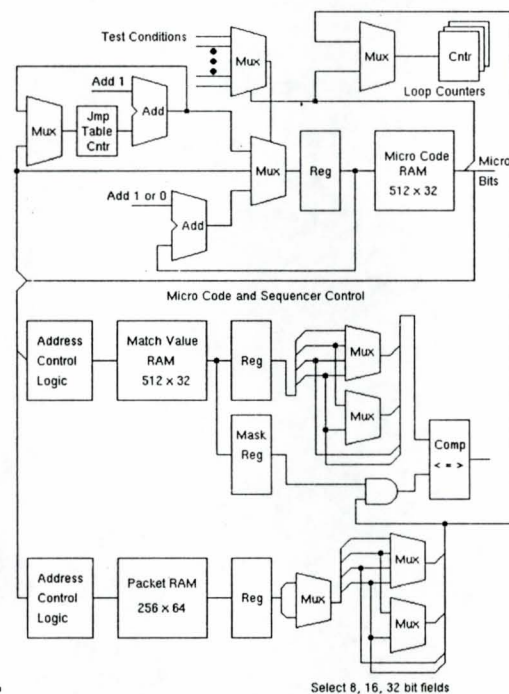 Test Conditions
Mux
Mux
Cntr
Loop Counters
Add 1
Add
Mux
Jmp
Table
Cntr
Mux
Reg
Micro Code
RAM
512 x 32
Micro
Bits
Add 1 or 0
Add
Micro Code and Sequencer Control
Address
Control
Logic
Match Value
RAM
512 x 32
Reg
Mux
Mux
Mask
Reg
Comp
< = >
Address
Control
Logic
Packet RAM
256 x 64
Reg
Mux
Mux
Mux
Select 8, 16, 32 bit fields